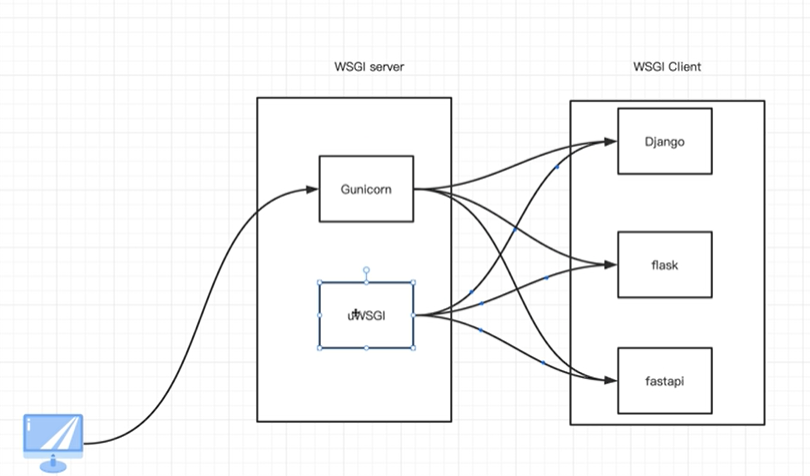 WSGI server
WSGI Client
Django
Gunicorn
flask
uWSGI
fastapi